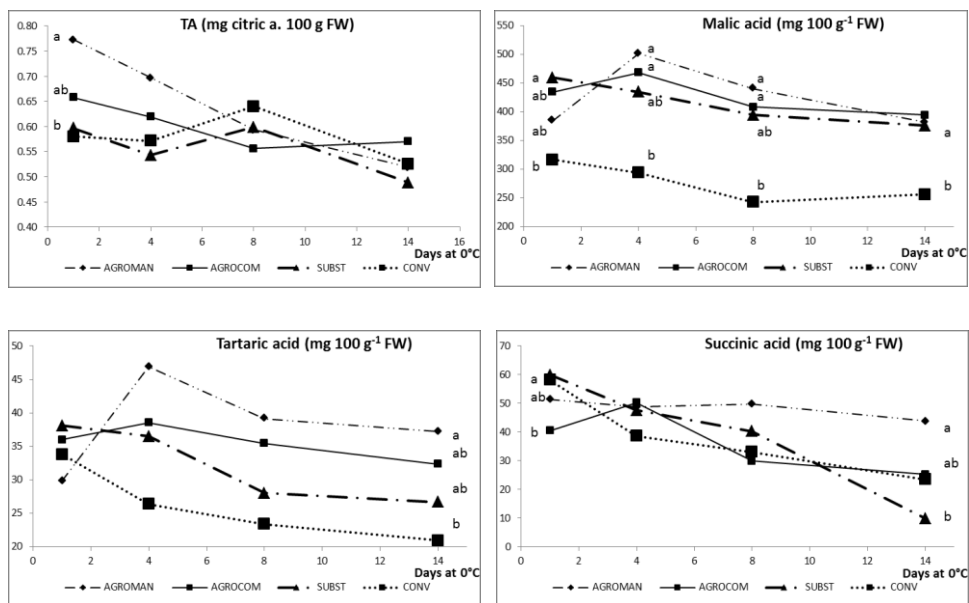 TA (mg citric a. 100 g FW)
0.80
0.75
0.70
0.65
0.60
0.55
0.50
0.45
0.40
a
ab
b
0 2 4 6 8 10 12 14 16
Days at 0°C
AGROMAN AGROCOM SUBST CONV
Malic acid (mg 100 g-1 FW)
550
500
450
400
350
300
250
200
a
ab
ab
b
a
a
ab
b
a
a
ab
b
a
b
0 2 4 6 8 10 12 14
Days at 0°C
AGROMAN AGROCOM SUBST CONV
Tartaric acid (mg 100 g-1 FW)
50
45
40
35
30
25
20
a
ab
ab
b
0 2 4 6 8 10 12 14
Days at 0°C
AGROMAN AGROCOM SUBST CONV
Succinic acid (mg 100 g-1 FW)
70
60
50
40
30
20
10
0
a
ab
b
a
ab
b
0 2 4 6 8 10 12 14
Days at 0°C
AGROMAN AGROCOM SUBST CONV